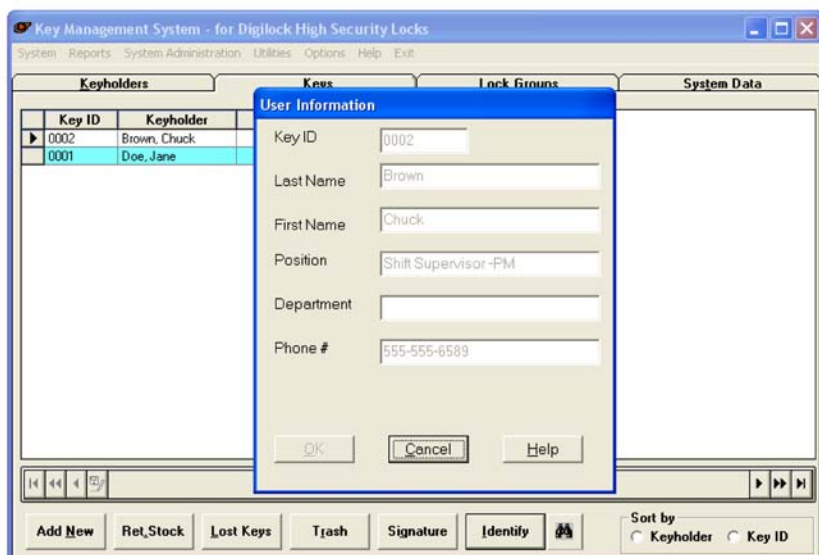 Key Management System - for Digilock High Security Locks
System Reports System Administration Utilities Options Help Exit
Keyholders Keys Lock Groups System Data
User Information
Key ID Keyholder
0002 Brown, Chuck
0001 Doe, Jane
Key ID 0002
Last Name Brown
First Name Chuck
Position Shift Supervisor-PM
Department
Phone # 555-555-6589
OK Cancel Help
Add New Ret.Stock Lost Keys Trash Signature Identify
Sort by
Keyholder Key ID